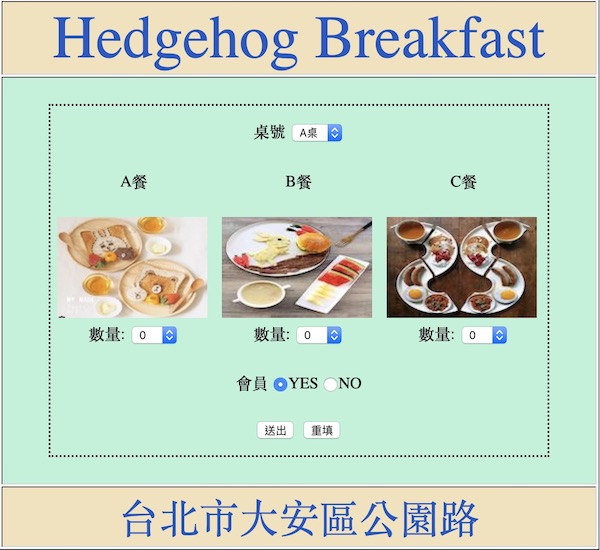 Hedgehog Breakfast
桌號 A桌
A餐 B餐 C餐
數量: 0 數量: 0 數量: 0
會員 YES NO
送出 重填
台北市大安區公園路